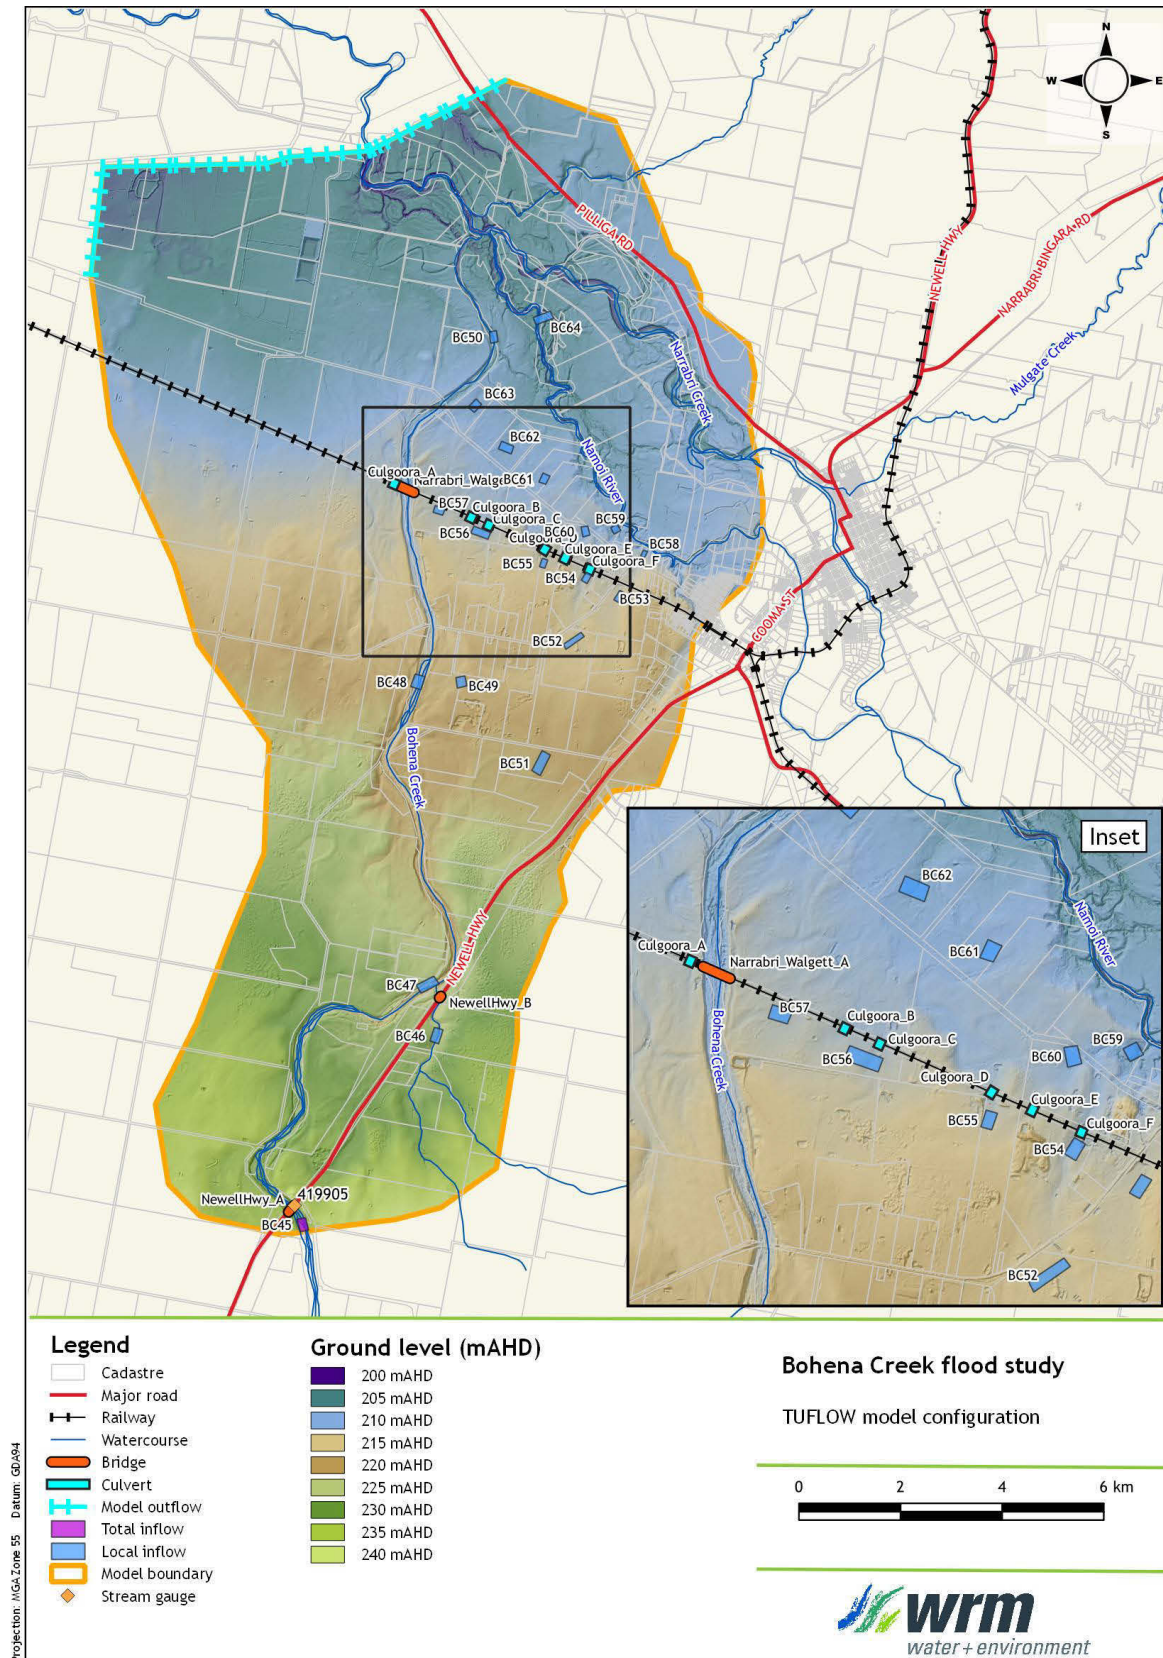 N
W
E
S
PILLIGA RD
NEWELL HWY
NARRABRI-BINGARA RD
Mulgate Creek
BC50
BC64
Narrabri Creek
BC63
BC62
Namoi River
Culgoora_A
Narrabri_Walge
BC61
BC57
Culgoora_B
Culgoora_C
BC56
BC60
BC59
Culgoora_D
Culgoora_E
BC58
BC55
Culgoora_F
BC54
BC53
COOMA ST
BC52
BC48
BC49
Bohena Creek
BC51
NEWELL HWY
BC47
NewellHwy_B
BC46
NewellHwy_A
419905
BC45
Inset
BC62
Namoi River
Culgoora_A
BC61
Narrabri_Walgett_A
BC57
Bohena Creek
Culgoora_B
Culgoora_C
BC56
BC60
BC59
Culgoora_D
Culgoora_E
BC55
Culgoora_F
BC54
BC52
Legend
Cadastre
Major road
Railway
Watercourse
Bridge
Culvert
Model outflow
Total inflow
Local inflow
Model boundary
Stream gauge
Ground level (mAHD)
200 mAHD
205 mAHD
210 mAHD
215 mAHD
220 mAHD
225 mAHD
230 mAHD
235 mAHD
240 mAHD
Bohena Creek flood study
TUFLOW model configuration
0 2 4 6 km
wrm
water + environment
Projection: MGA Zone 55 Datum: GDA94